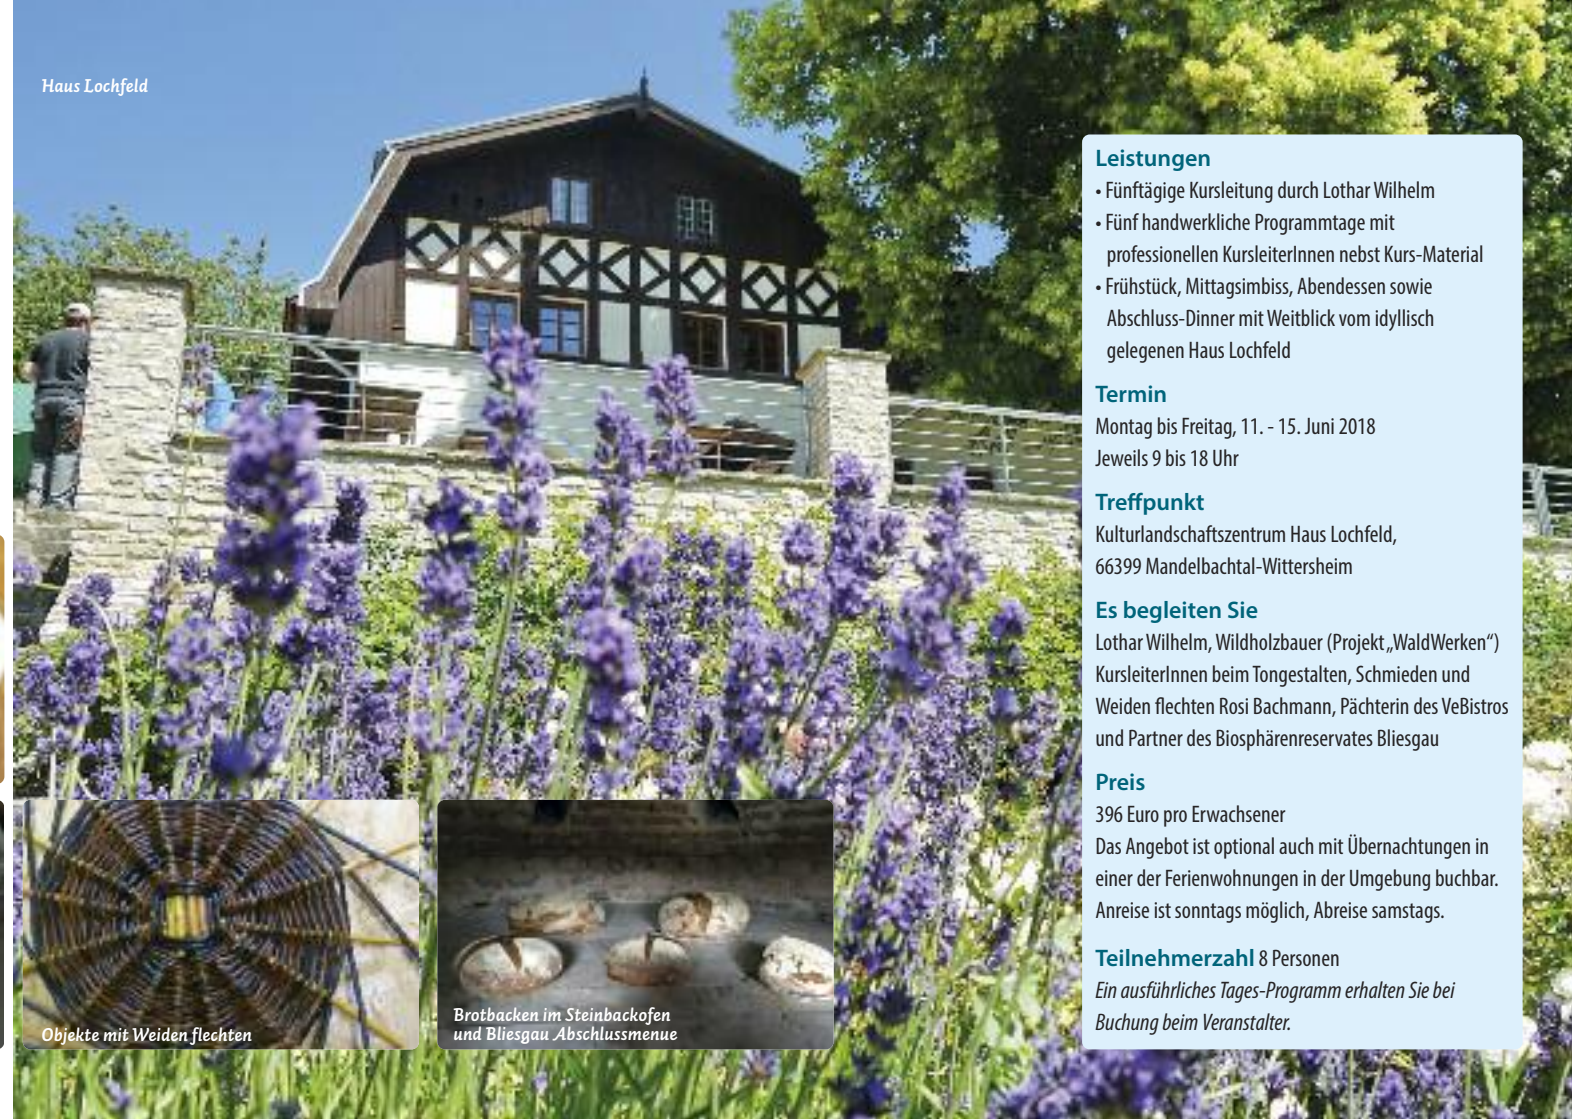 Haus Lochfeld
Leistungen
• Fünftägige Kursleitung durch Lothar Wilhelm
• Fünf handwerkliche Programmtage mit
professionellen KursleiterInnen nebst Kurs-Material
• Frühstück, Mittagsimbiss, Abendessen sowie
Abschluss-Dinner mit Weitblick vom idyllisch
gelegenen Haus Lochfeld
Termin
Montag bis Freitag, 11. - 15. Juni 2018
Jeweils 9 bis 18 Uhr
Treffpunkt
Kulturlandschaftszentrum Haus Lochfeld,
66399 Mandelbachtal-Wittersheim
Es begleiten Sie
Lothar Wilhelm, Wildholzbauer (Projekt „WaldWerken“)
KursleiterInnen beim Tongestalten, Schmieden und
Weiden flechten Rosi Bachmann, Pächterin des VeBistros
und Partner des Biosphärenreservates Bliesgau
Preis
396 Euro pro Erwachsener
Das Angebot ist optional auch mit Übernachtungen in
einer der Ferienwohnungen in der Umgebung buchbar.
Anreise ist sonntags möglich, Abreise samstags.
Teilnehmerzahl 8 Personen
Ein ausführliches Tages-Programm erhalten Sie bei
Buchung beim Veranstalter.
Objekte mit Weiden flechten
Brotbacken im Steinbackofen
und Bliesgau Abschlussmenue